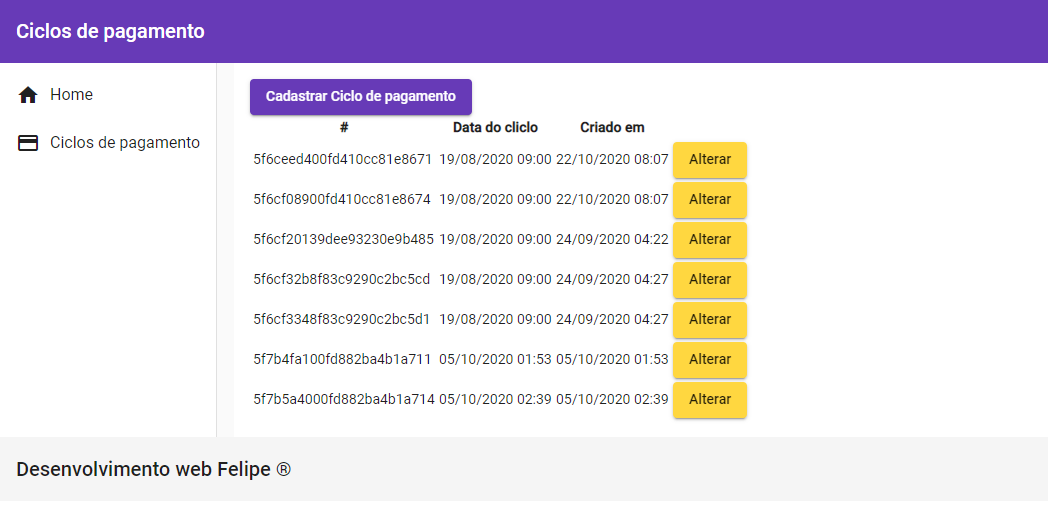 Ciclos de pagamento
Home
Ciclos de pagamento
Cadastrar Ciclo de pagamento
# Data do cliclo Criado em
5f6ceed400fd410cc81e8671 19/08/2020 09:00 22/10/2020 08:07 Alterar
5f6cf08900fd410cc81e8674 19/08/2020 09:00 22/10/2020 08:07 Alterar
5f6cf20139dee93230e9b485 19/08/2020 09:00 24/09/2020 04:22 Alterar
5f6cf32b8f83c9290c2bc5cd 19/08/2020 09:00 24/09/2020 04:27 Alterar
5f6cf3348f83c9290c2bc5d1 19/08/2020 09:00 24/09/2020 04:27 Alterar
5f7b4fa100fd882ba4b1a711 05/10/2020 01:53 05/10/2020 01:53 Alterar
5f7b5a4000fd882ba4b1a714 05/10/2020 02:39 05/10/2020 02:39 Alterar
Desenvolvimento web Felipe ®